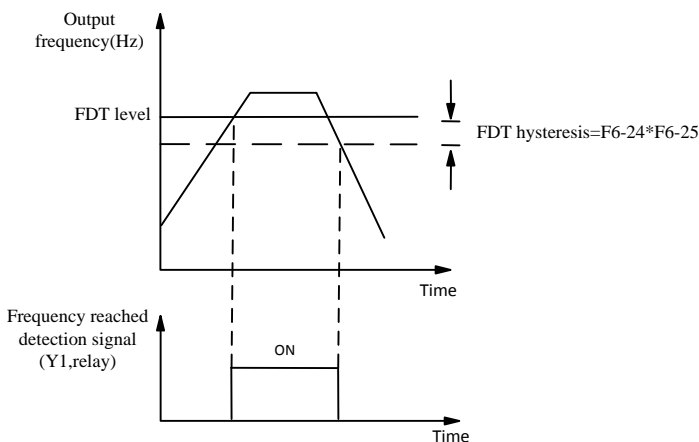 Output
frequency(Hz)
FDT level
FDT hysteresis=F6-24*F6-25
Time
Frequency reached
detection signal
(Y1,relay)
ON
Time